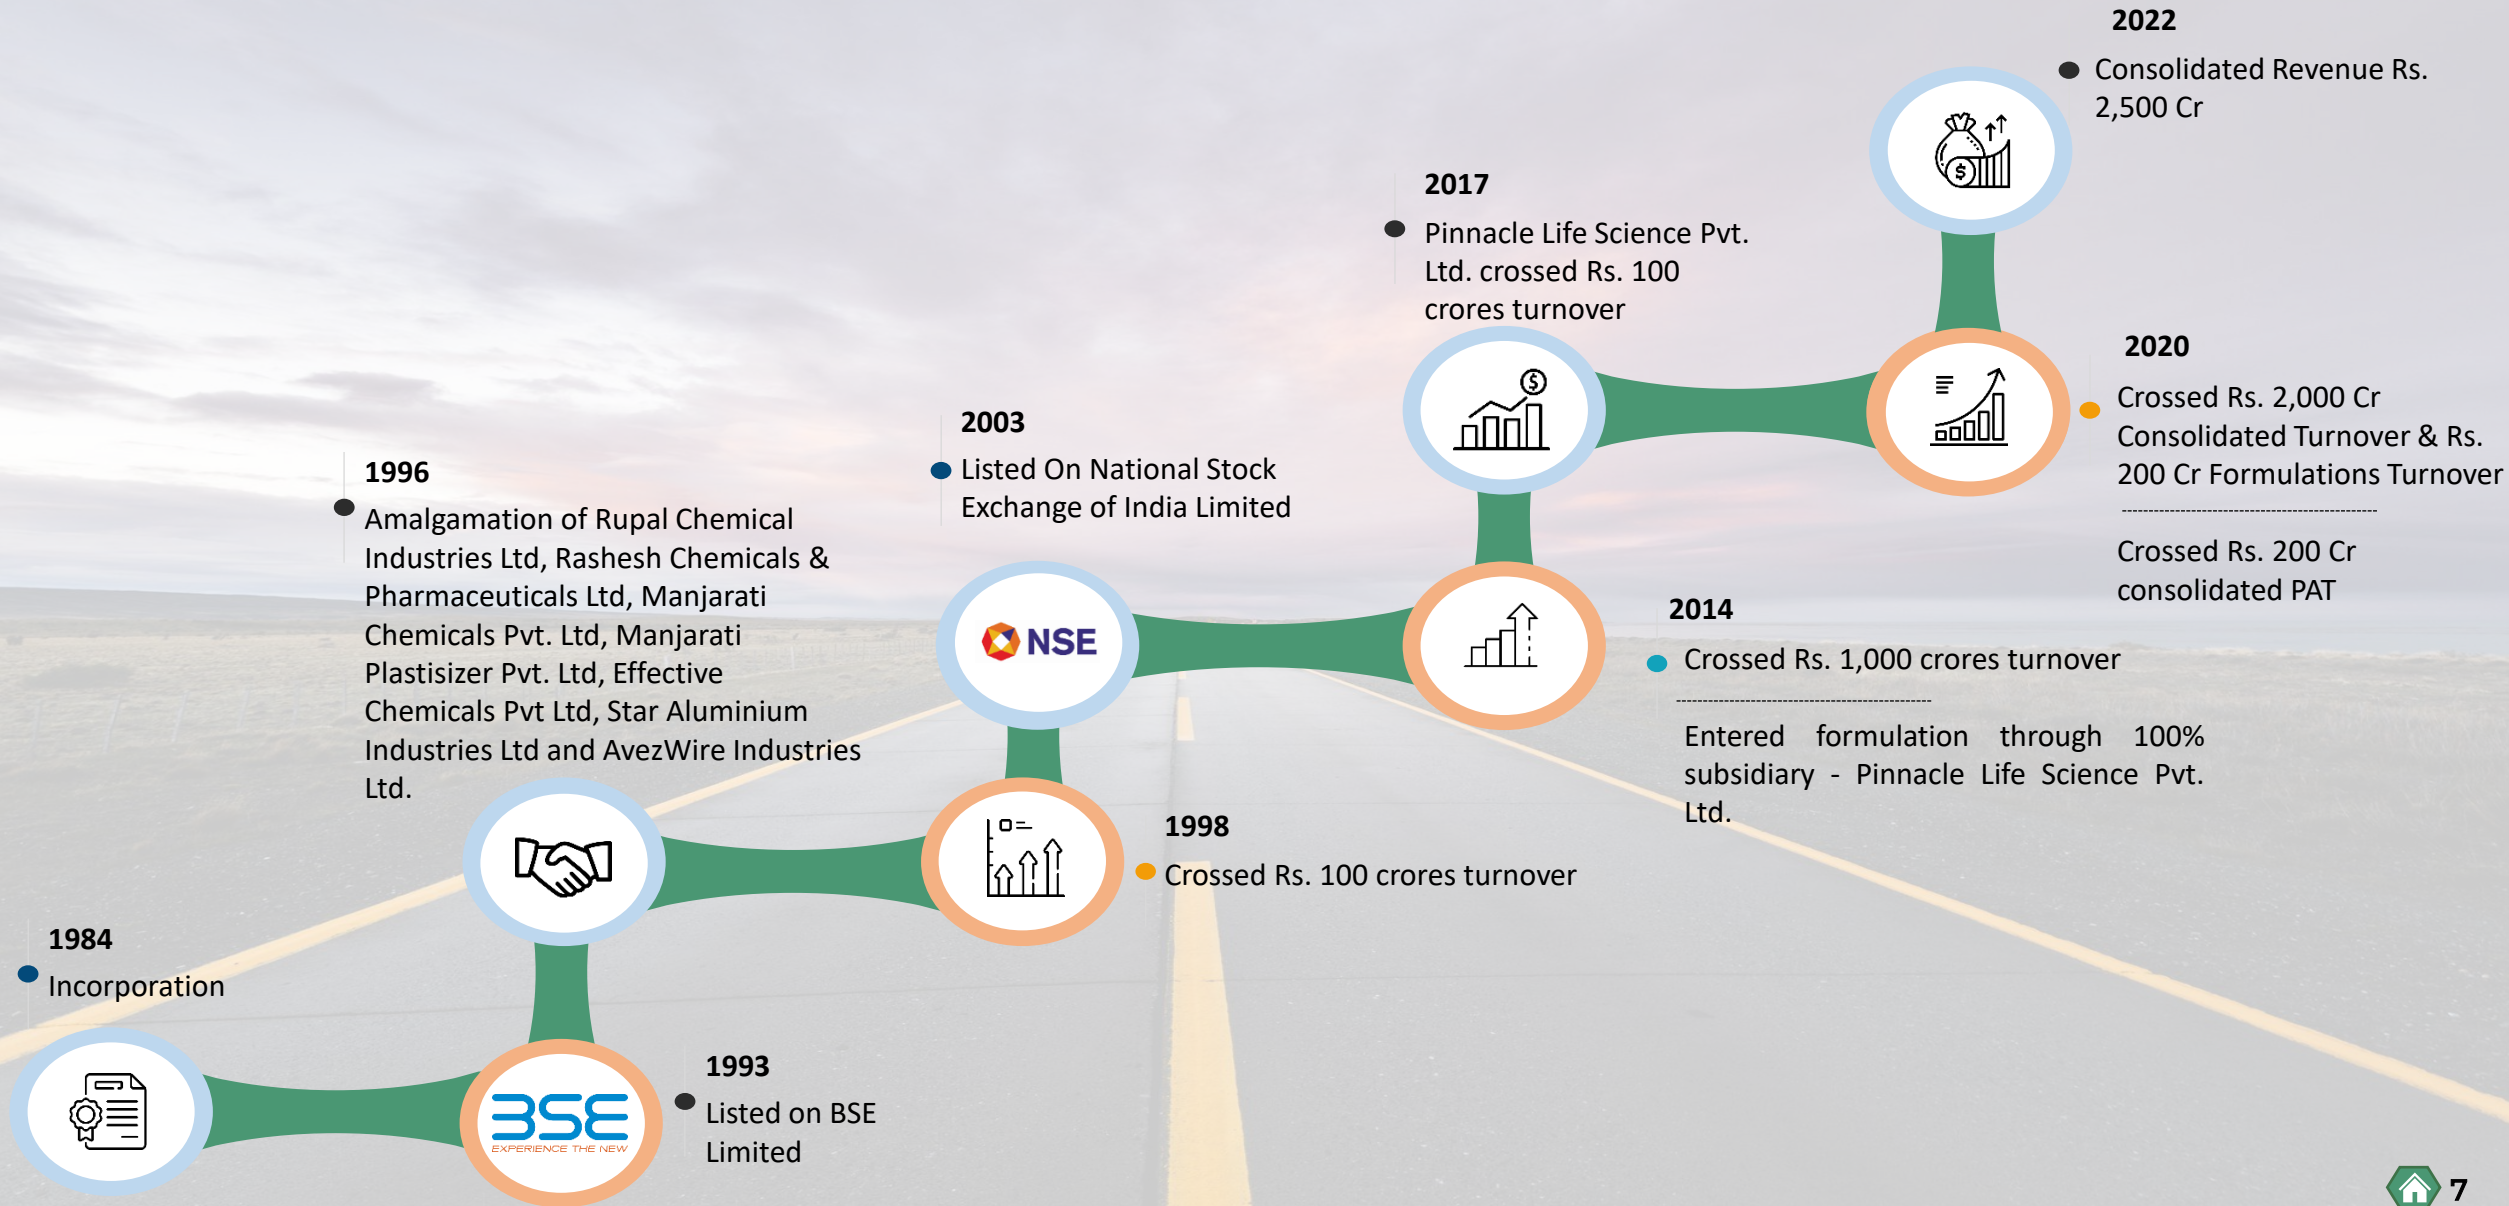 2022
Consolidated Revenue Rs.
2,500 Cr
2017
Pinnacle Life Science Pvt.
Ltd. crossed Rs. 100
crores turnover
2020
Crossed Rs. 2,000 Cr
Consolidated Turnover & Rs.
200 Cr Formulations Turnover
Crossed Rs. 200 Cr
consolidated PAT
2003
Listed On National Stock
Exchange of India Limited
1996
Amalgamation of Rupal Chemical
Industries Ltd, Rashesh Chemicals &
Pharmaceuticals Ltd, Manjarati
Chemicals Pvt. Ltd, Manjarati
Plastisizer Pvt. Ltd, Effective
Chemicals Pvt Ltd, Star Aluminium
Industries Ltd and AvezWire Industries
Ltd.
NSE
2014
Crossed Rs. 1,000 crores turnover
Entered formulation through 100%
subsidiary - Pinnacle Life Science Pvt.
Ltd.
1998
Crossed Rs. 100 crores turnover
1984
Incorporation
BSE
EXPERIENCE THE NEW
1993
Listed on BSE
Limited
7